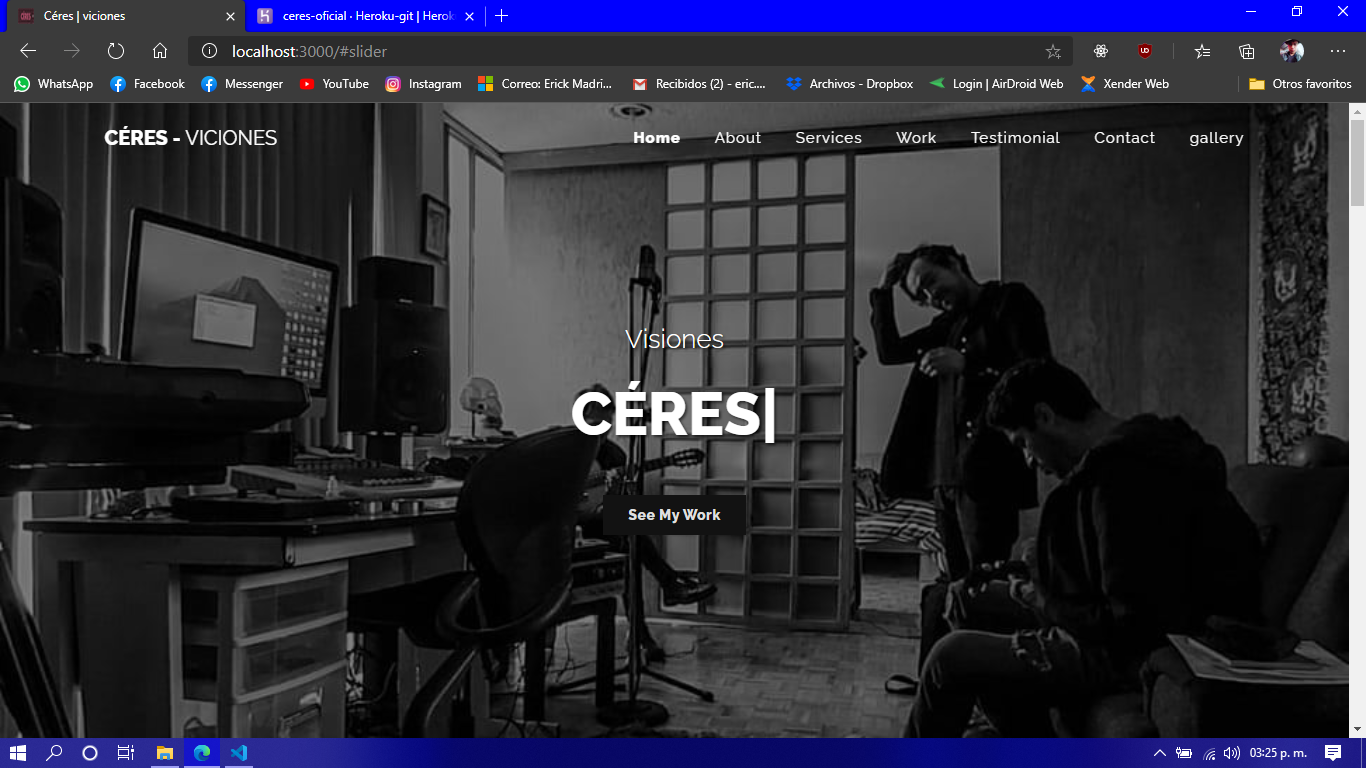 Céres | viciones
ceres-oficial · Heroku-git | Herok
localhost:3000/#slider
WhatsApp Facebook Messenger YouTube Instagram Correo: Erick Madri... Recibidos (2) - eric.... Archivos - Dropbox Login | AirDroid Web Xender Web Otros favoritos
CÉRES - VICIONES Home About Services Work Testimonial Contact gallery
Visiones
CÉRES|
See My Work
03:25 p. m.